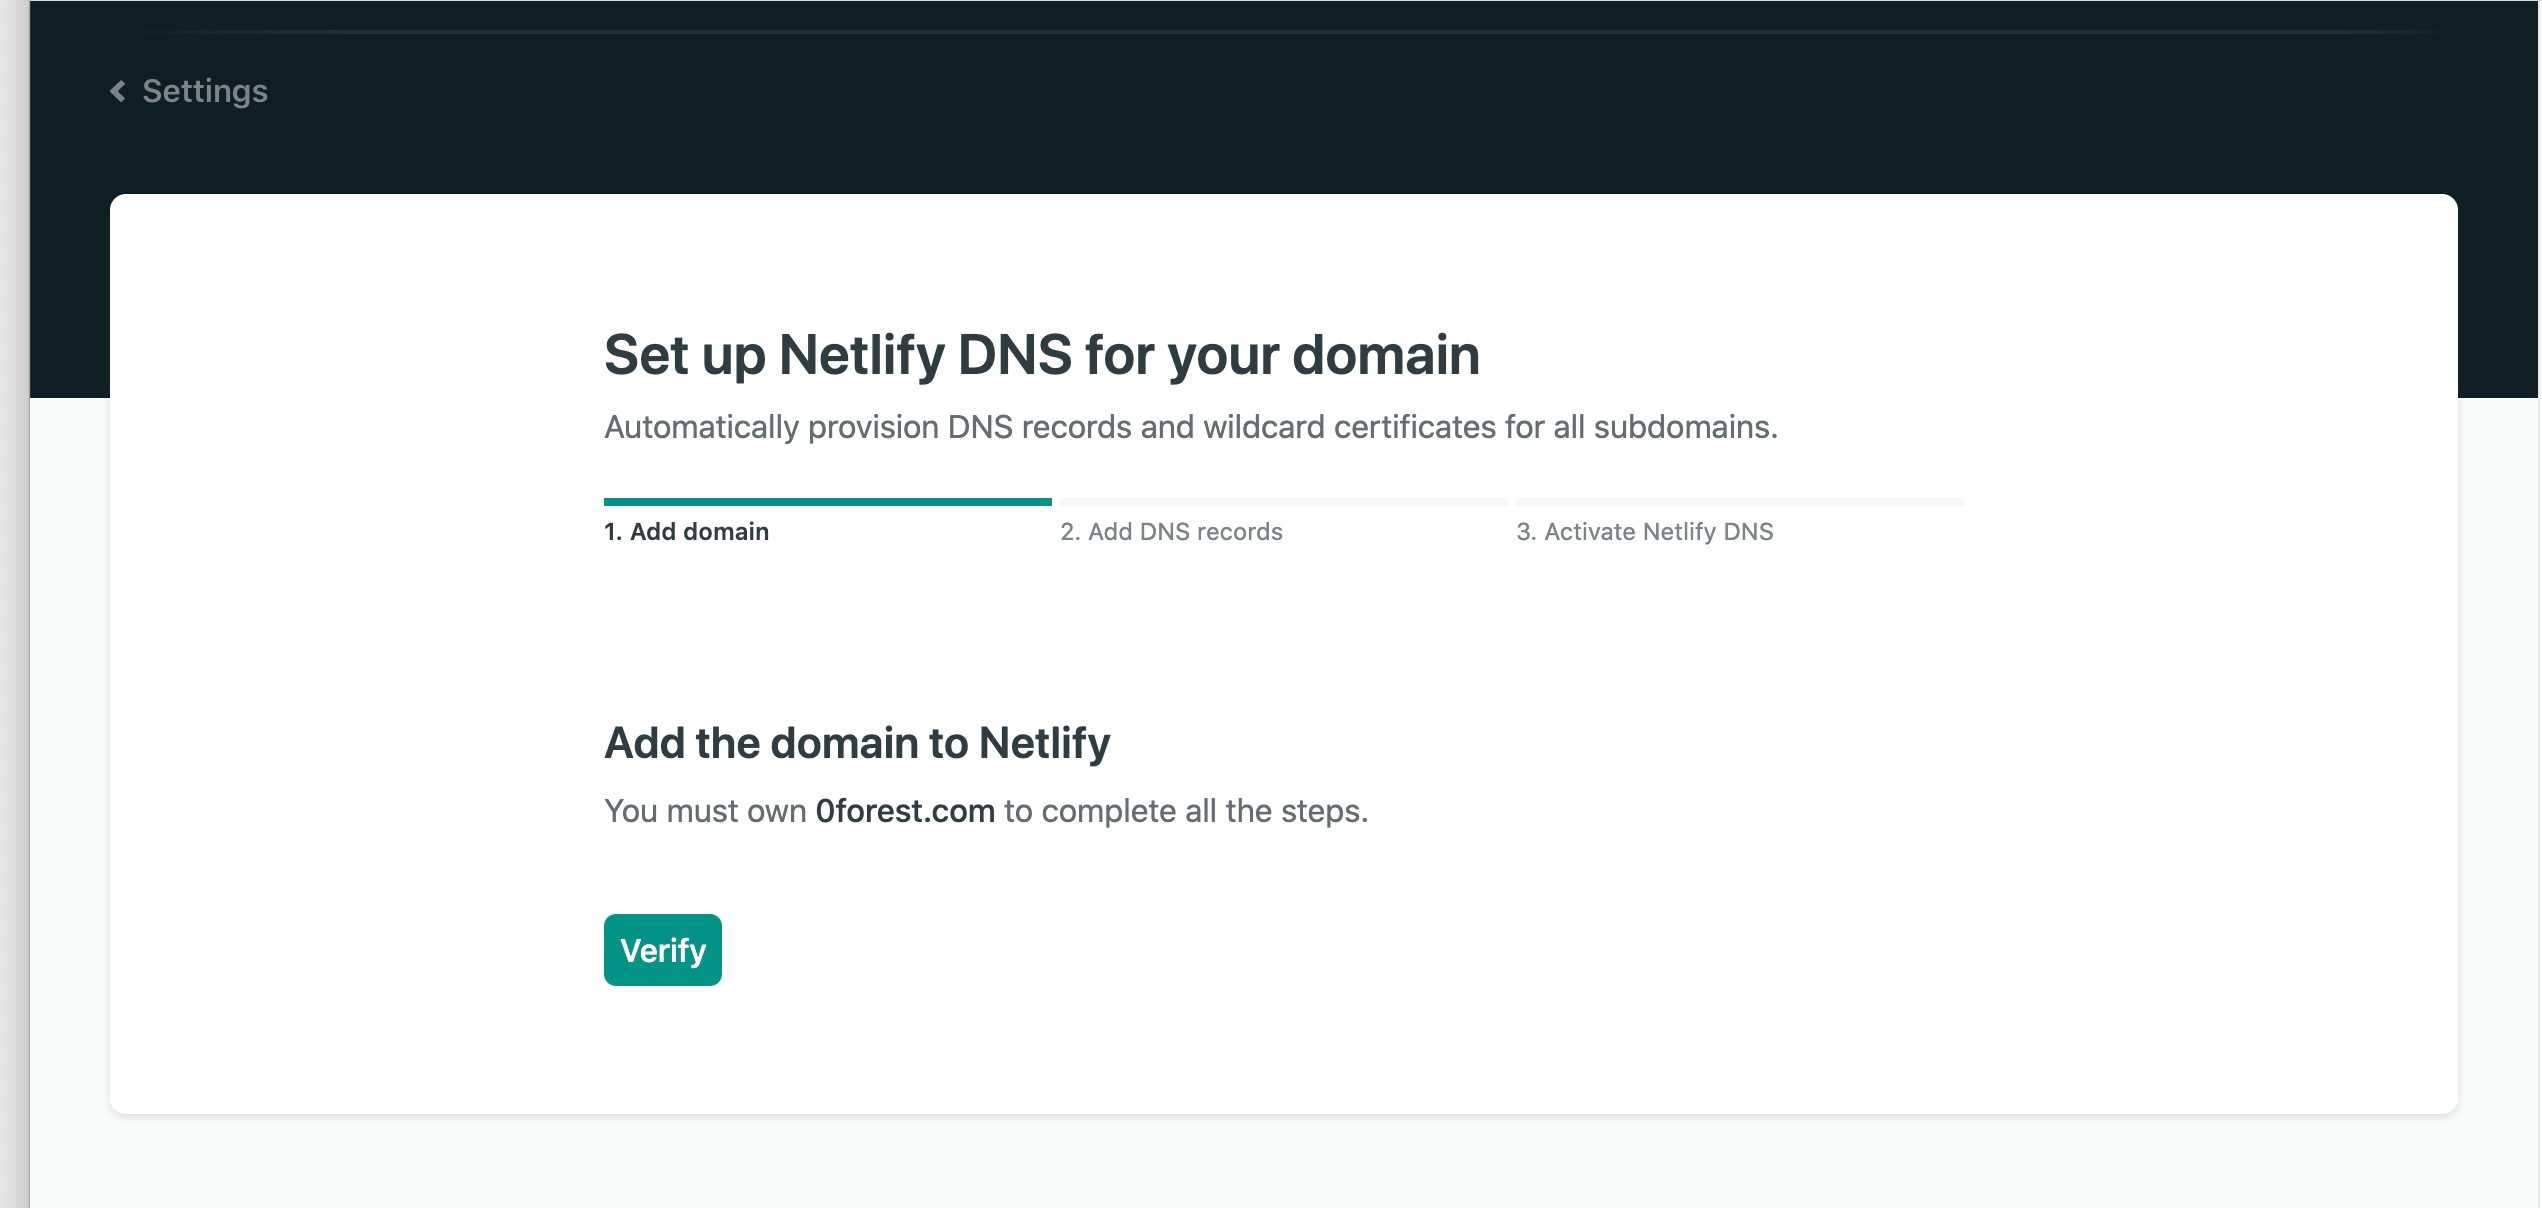 Settings
Set up Netlify DNS for your domain
Automatically provision DNS records and wildcard certificates for all subdomains.
1. Add domain
2. Add DNS records
3. Activate Netlify DNS
Add the domain to Netlify
You must own 0forest.com to complete all the steps.
Verify